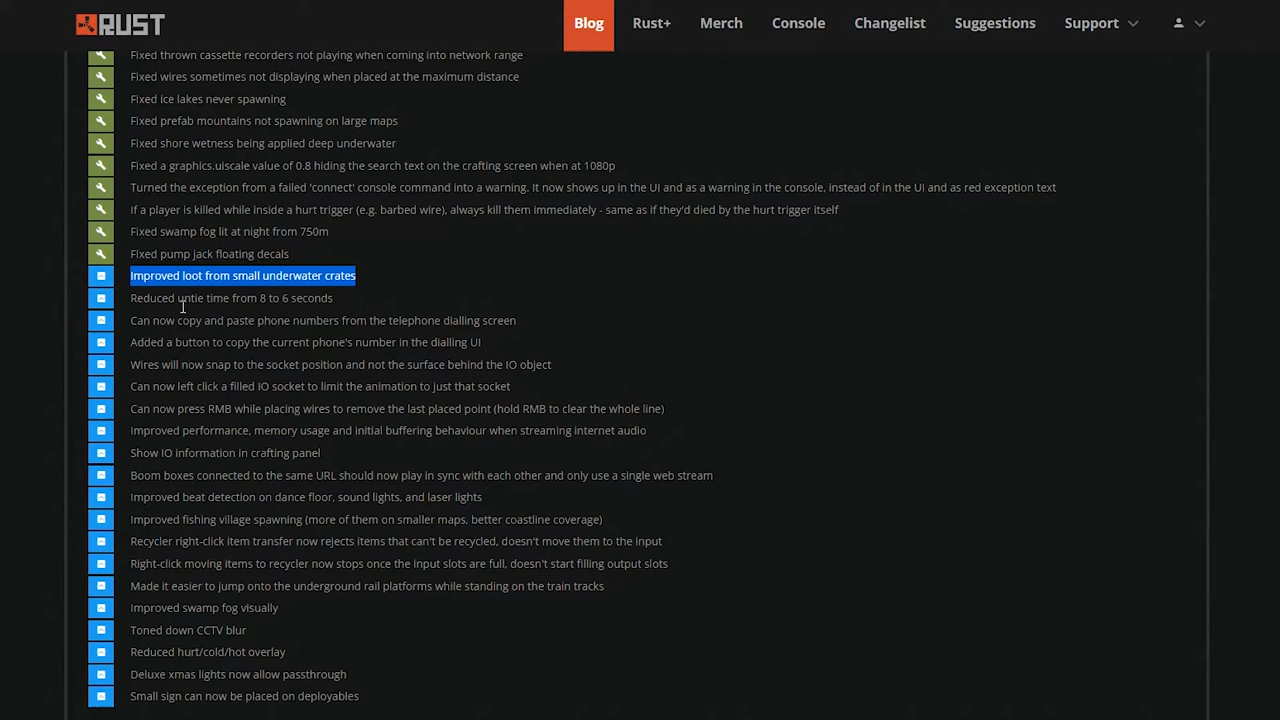 RUST
Blog
Rust+
Merch
Console
Changelist
Suggestions
Support
Fixed thrown cassette recorders not playing when coming into network range
Fixed wires sometimes not displaying when placed at the maximum distance
Fixed ice lakes never spawning
Fixed prefab mountains not spawning on large maps
Fixed shore wetness being applied deep underwater
Fixed a graphics.uiscale value of 0.8 hiding the search text on the crafting screen when at 1080p
Turned the exception from a failed 'connect' console command into a warning. It now shows up in the UI and as a warning in the console, instead of in the UI and as red exception text
If a player is killed while inside a hurt trigger (e.g. barbed wire), always kill them immediately - same as if they'd died by the hurt trigger itself
Fixed swamp fog lit at night from 750m
Fixed pump jack floating decals
Improved loot from small underwater crates
Reduced untie time from 8 to 6 seconds
Can now copy and paste phone numbers from the telephone dialling screen
Added a button to copy the current phone's number in the dialling UI
Wires will now snap to the socket position and not the surface behind the IO object
Can now left click a filled IO socket to limit the animation to just that socket
Can now press RMB while placing wires to remove the last placed point (hold RMB to clear the whole line)
Improved performance, memory usage and initial buffering behaviour when streaming internet audio
Show IO information in crafting panel
Boom boxes connected to the same URL should now play in sync with each other and only use a single web stream
Improved beat detection on dance floor, sound lights, and laser lights
Improved fishing village spawning (more of them on smaller maps, better coastline coverage)
Recycler right-click item transfer now rejects items that can't be recycled, doesn't move them to the input
Right-click moving items to recycler now stops once the input slots are full, doesn't start filling output slots
Made it easier to jump onto the underground rail platforms while standing on the train tracks
Improved swamp fog visually
Toned down CCTV blur
Reduced hurt/cold/hot overlay
Deluxe xmas lights now allow passthrough
Small sign can now be placed on deployables